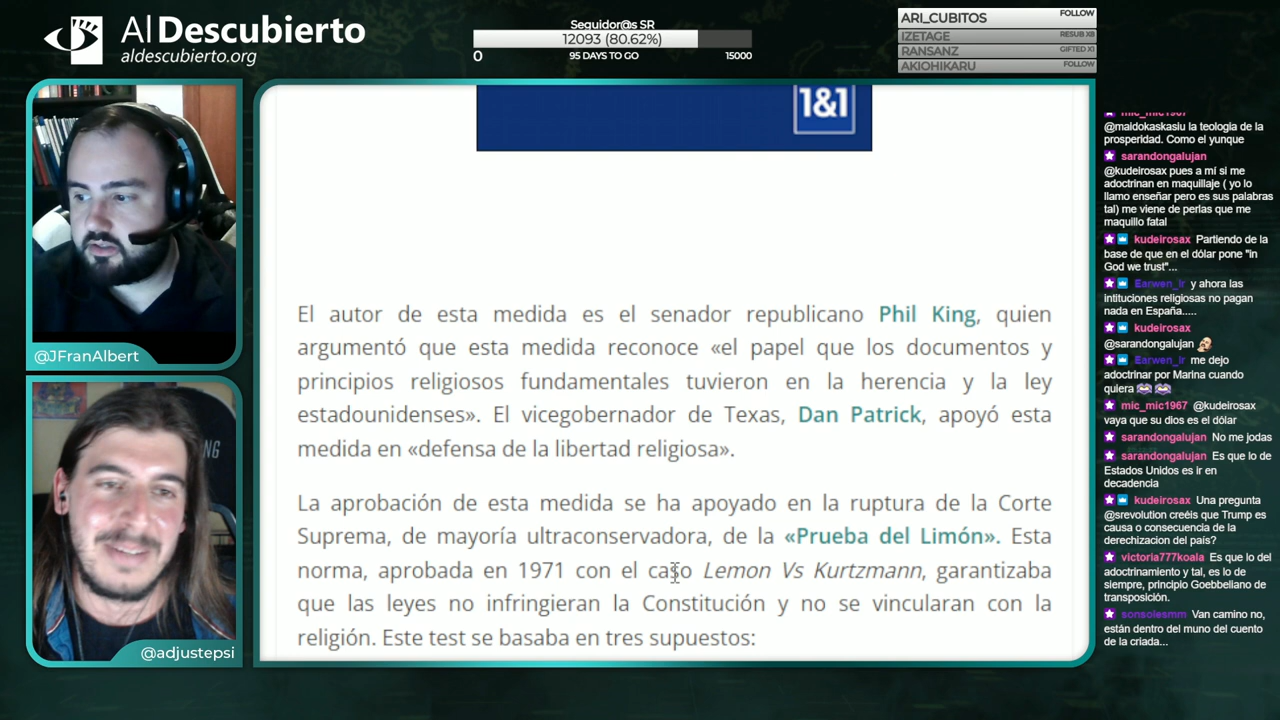 Al Descubierto
aldescubierto.org
Seguidor@s SR
12093 (80.62%)
0
95 DAYS TO GO
15000
ARI_CUBITOS FOLLOW
IZETAGE RESUB X8
RANSANZ GIFTED X1
AKIOHIKARU FOLLOW
@JFranAlbert
@adjustepsi
1&1
El autor de esta medida es el senador republicano Phil King, quien
argumentó que esta medida reconoce «el papel que los documentos y
principios religiosos fundamentales tuvieron en la herencia y la ley
estadounidenses». El vicegobernador de Texas, Dan Patrick, apoyó esta
medida en «defensa de la libertad religiosa».
La aprobación de esta medida se ha apoyado en la ruptura de la Corte
Suprema, de mayoría ultraconservadora, de la «Prueba del Limón». Esta
norma, aprobada en 1971 con el caso Lemon Vs Kurtzmann, garantizaba
que las leyes no infringieran la Constitución y no se vincularan con la
religión. Este test se basaba en tres supuestos:
mic_mic1967
@maidokaskasiu la teologia de la
prosperidad. Como el yunque
sarandongalujan
@kudeirosax pues a mí si me
adoctrinan en maquillaje ( yo lo
llamo enseñar pero es sus palabras
tal) me viene de perlas que me
maquillo fatal
kudeirosax Partiendo de la
base de que en el dólar pone "in
God we trust"...
Earwen_Ir y ahora las
intituciones religiosas no pagan
nada en España.....
kudeirosax
@sarandongalujan
Earwen_Ir me dejo
adoctrinar por Marina cuando
quiera
mic_mic1967 @kudeirosax
vaya que su dios es el dólar
sarandongalujan No me jodas
sarandongalujan Es que lo de
Estados Unidos es ir en
decadencia
kudeirosax Una pregunta
@srevolution creéis que Trump es
causa o consecuencia de la
derechizacion del país?
victoria777koala Es que lo del
adoctrinamiento y tal, es lo de
siempre, principio Goebbeliano de
transposición.
sonsolesmm Van camino no,
están dentro del muno del cuento
de la criada...